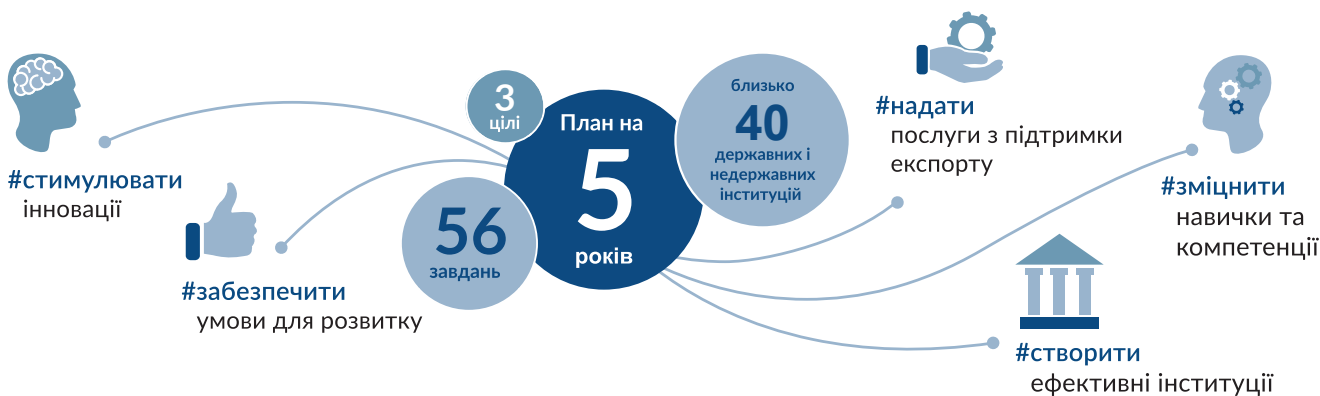 #стимулювати
інновації
#забезпечити
умови для розвитку
3
цілі
56
завдань
План на
5
років
близько
40
державних і
недержавних
інституцій
#надати
послуги з підтримки
експорту
#зміцнити
навички та
компетенції
#створити
ефективні інституції